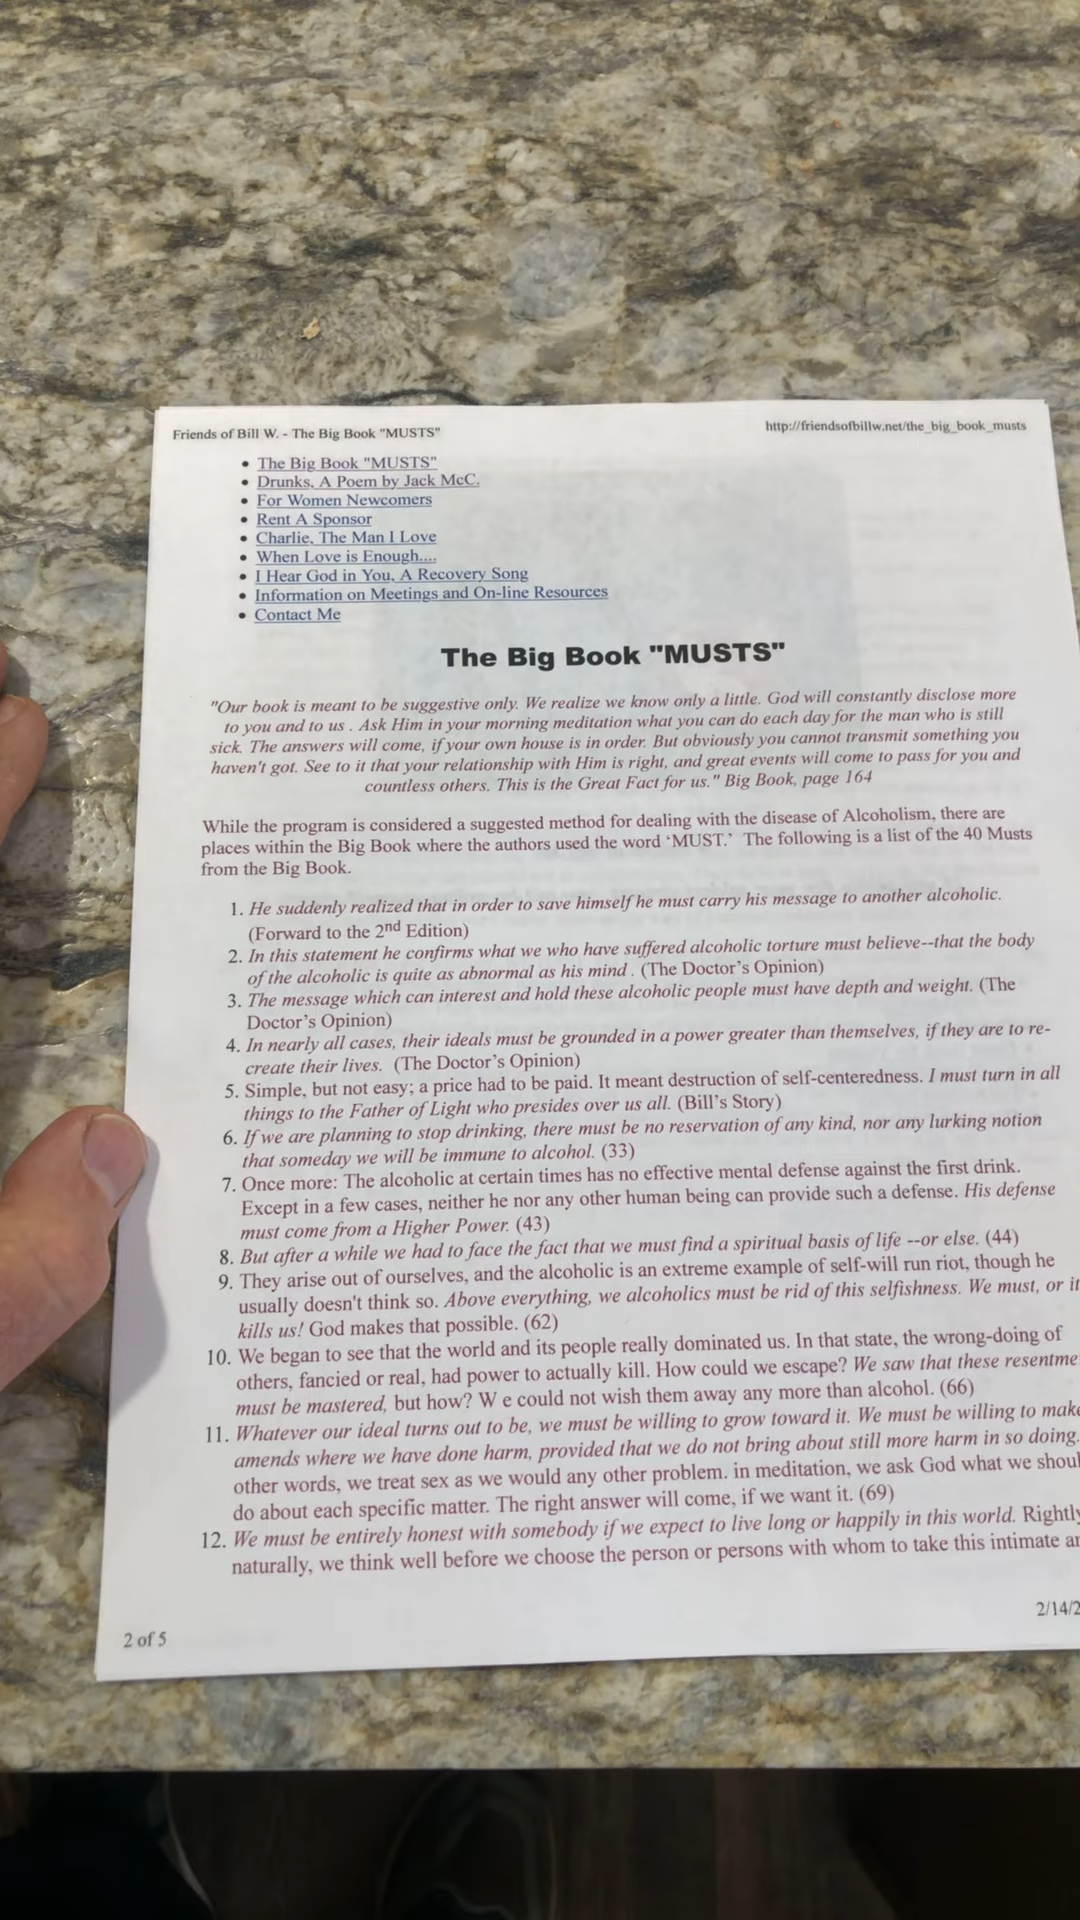 Friends of Bill W. - The Big Book "MUSTS"
http://friendsofbillw.net/the_big_book_musts
• The Big Book "MUSTS"
• Drunks, A Poem by Jack McC.
• For Women Newcomers
• Rent A Sponsor
• Charlie, The Man I Love
• When Love is Enough....
• I Hear God in You, A Recovery Song
• Information on Meetings and On-line Resources
• Contact Me
The Big Book "MUSTS"
"Our book is meant to be suggestive only. We realize we know only a little. God will constantly disclose more
to you and to us . Ask Him in your morning meditation what you can do each day for the man who is still
sick. The answers will come, if your own house is in order. But obviously you cannot transmit something you
haven't got. See to it that your relationship with Him is right, and great events will come to pass for you and
countless others. This is the Great Fact for us." Big Book, page 164
While the program is considered a suggested method for dealing with the disease of Alcoholism, there are
places within the Big Book where the authors used the word ‘MUST.’ The following is a list of the 40 Musts
from the Big Book.
1. He suddenly realized that in order to save himself he must carry his message to another alcoholic.
(Forward to the 2nd Edition)
2. In this statement he confirms what we who have suffered alcoholic torture must believe--that the body
of the alcoholic is quite as abnormal as his mind . (The Doctor’s Opinion)
3. The message which can interest and hold these alcoholic people must have depth and weight. (The
Doctor’s Opinion)
4. In nearly all cases, their ideals must be grounded in a power greater than themselves, if they are to re-
create their lives. (The Doctor’s Opinion)
5. Simple, but not easy; a price had to be paid. It meant destruction of self-centeredness. I must turn in all
things to the Father of Light who presides over us all. (Bill’s Story)
6. If we are planning to stop drinking, there must be no reservation of any kind, nor any lurking notion
that someday we will be immune to alcohol. (33)
7. Once more: The alcoholic at certain times has no effective mental defense against the first drink.
Except in a few cases, neither he nor any other human being can provide such a defense. His defense
must come from a Higher Power. (43)
8. But after a while we had to face the fact that we must find a spiritual basis of life --or else. (44)
9. They arise out of ourselves, and the alcoholic is an extreme example of self-will run riot, though he
usually doesn't think so. Above everything, we alcoholics must be rid of this selfishness. We must, or it
kills us! God makes that possible. (62)
10. We began to see that the world and its people really dominated us. In that state, the wrong-doing of
others, fancied or real, had power to actually kill. How could we escape? We saw that these resentme
must be mastered, but how? W e could not wish them away any more than alcohol. (66)
11. Whatever our ideal turns out to be, we must be willing to grow toward it. We must be willing to make
amends where we have done harm, provided that we do not bring about still more harm in so doing.
other words, we treat sex as we would any other problem. in meditation, we ask God what we shoul
do about each specific matter. The right answer will come, if we want it. (69)
12. We must be entirely honest with somebody if we expect to live long or happily in this world. Rightly
naturally, we think well before we choose the person or persons with whom to take this intimate an
2/14/2
2 of 5